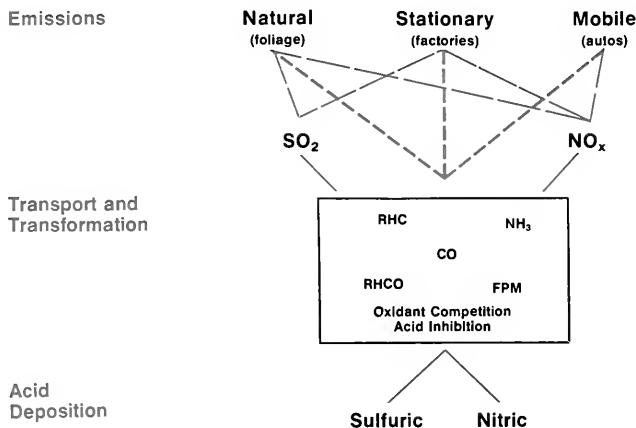 Emissions
Natural Stationary Mobile
(foliage) (factories) (autos)
SO₂ NOₓ
Transport and
Transformation
RHC NH₃
CO
RHCO FPM
Oxidant Competition
Acid Inhibition
Acid
Deposition
Sulfuric Nitric